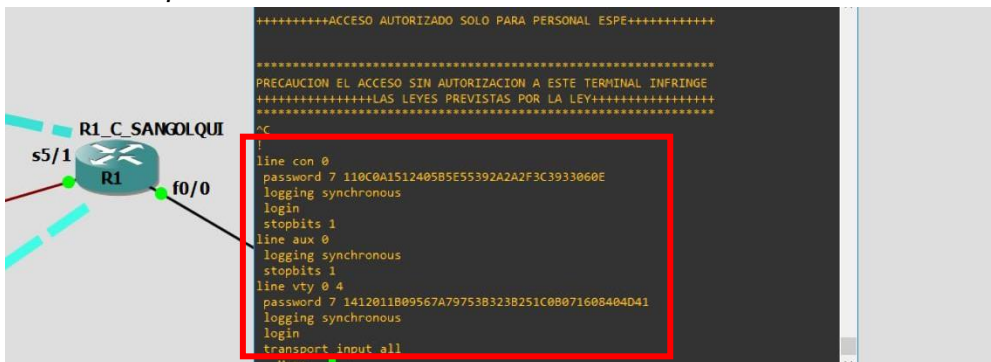 ++++++++++ACCESO AUTORIZADO SOLO PARA PERSONAL ESPE++++++++++++
***************************************************************
PRECAUCION EL ACCESO SIN AUTORIZACION A ESTE TERMINAL INFRINGE
++++++++++++++++LAS LEYES PREVISTAS POR LA LEY+++++++++++++++++
***************************************************************
^C
!
line con 0
password 7 110C0A1512405B5E55392A2A2F3C3933060E
logging synchronous
login
stopbits 1
line aux 0
logging synchronous
stopbits 1
line vty 0 4
password 7 1412011B09567A79753B323B251C0B071608404D41
logging synchronous
login
transport input all
R1_C_SANGOLQUI
s5/1
R1
f0/0